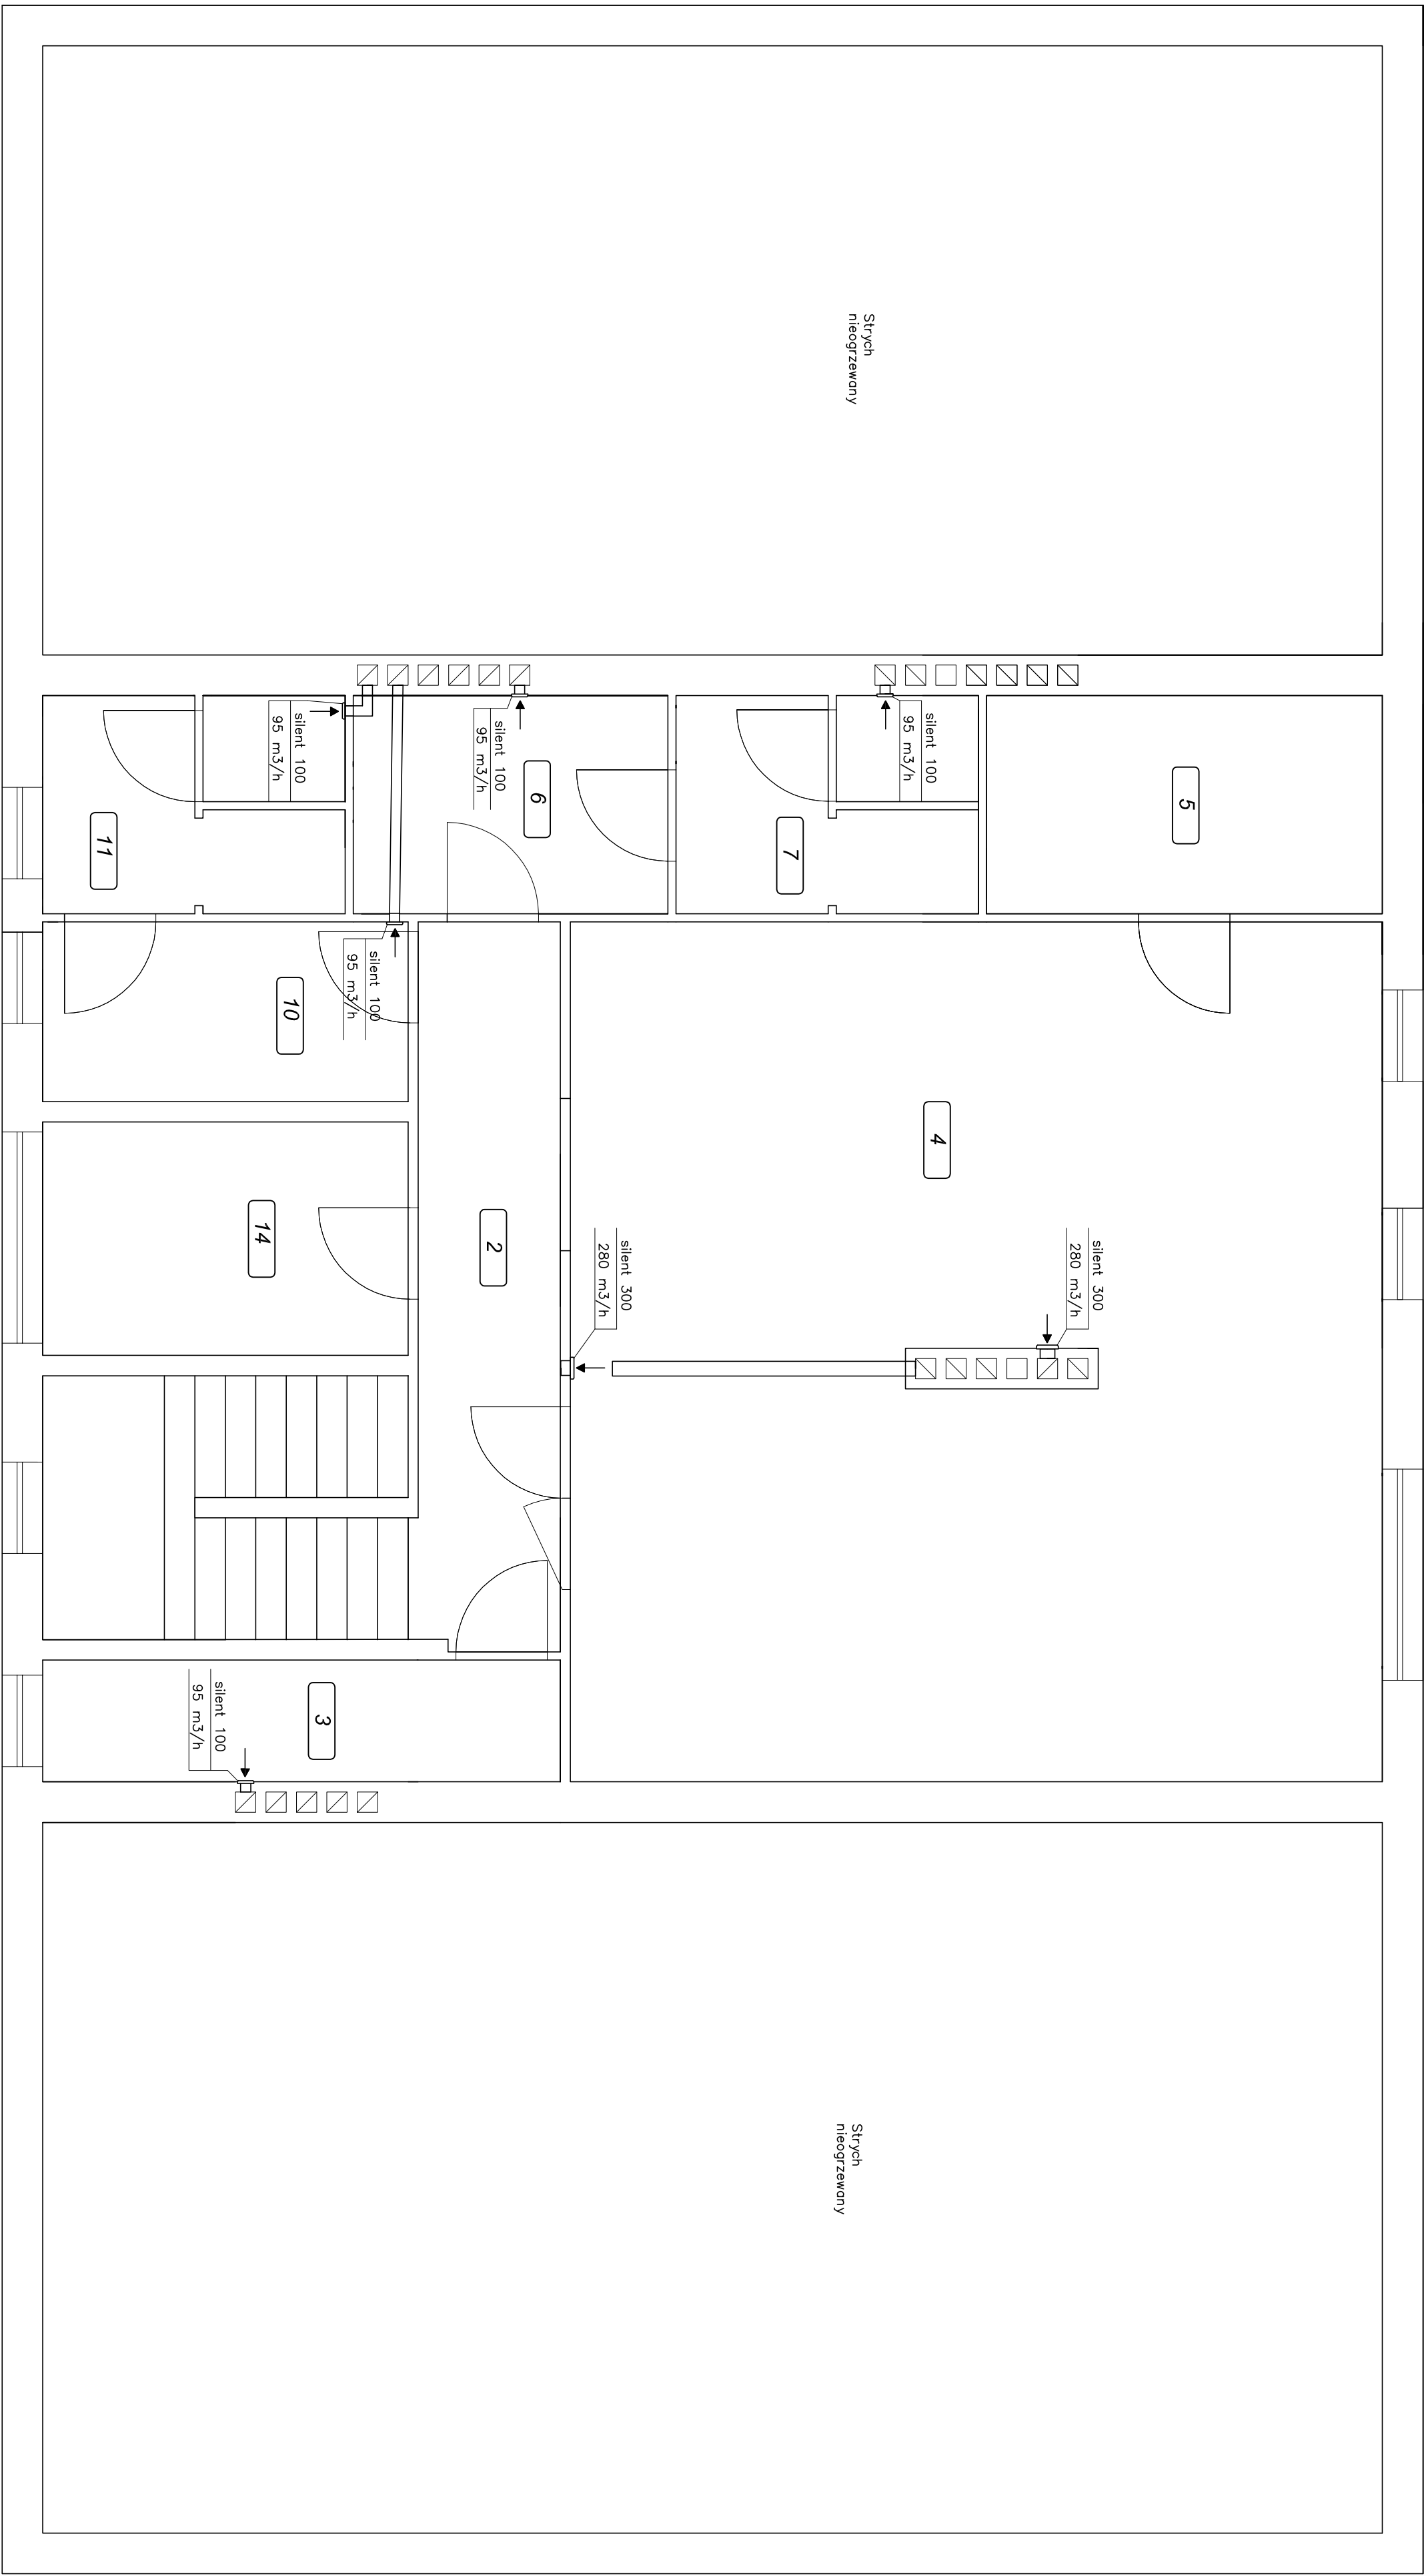 Strych
nieogrzewany
silent 100
95 m3/h
silent 100
95 m3/h
silent 100
95 m3/h
5
6
7
11
silent 100
95 m3/h
10
4
14
2
silent 300
280 m3/h
silent 300
280 m3/h
3
silent 100
95 m3/h
Strych
nieogrzewany